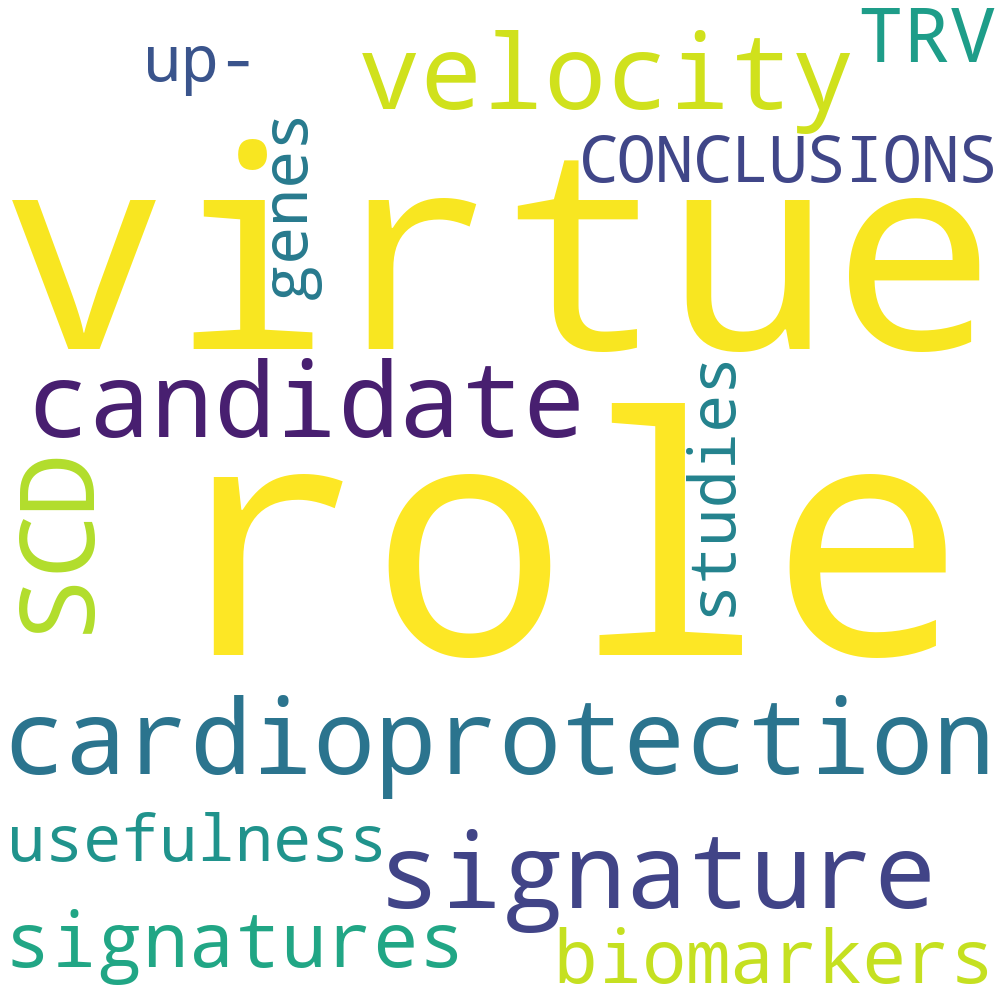 up-
velocity
TRV
genes
CONCLUSIONS
virtue
candidate
studies
SCD
role
cardioprotection
usefulness
signature
signatures
biomarkers